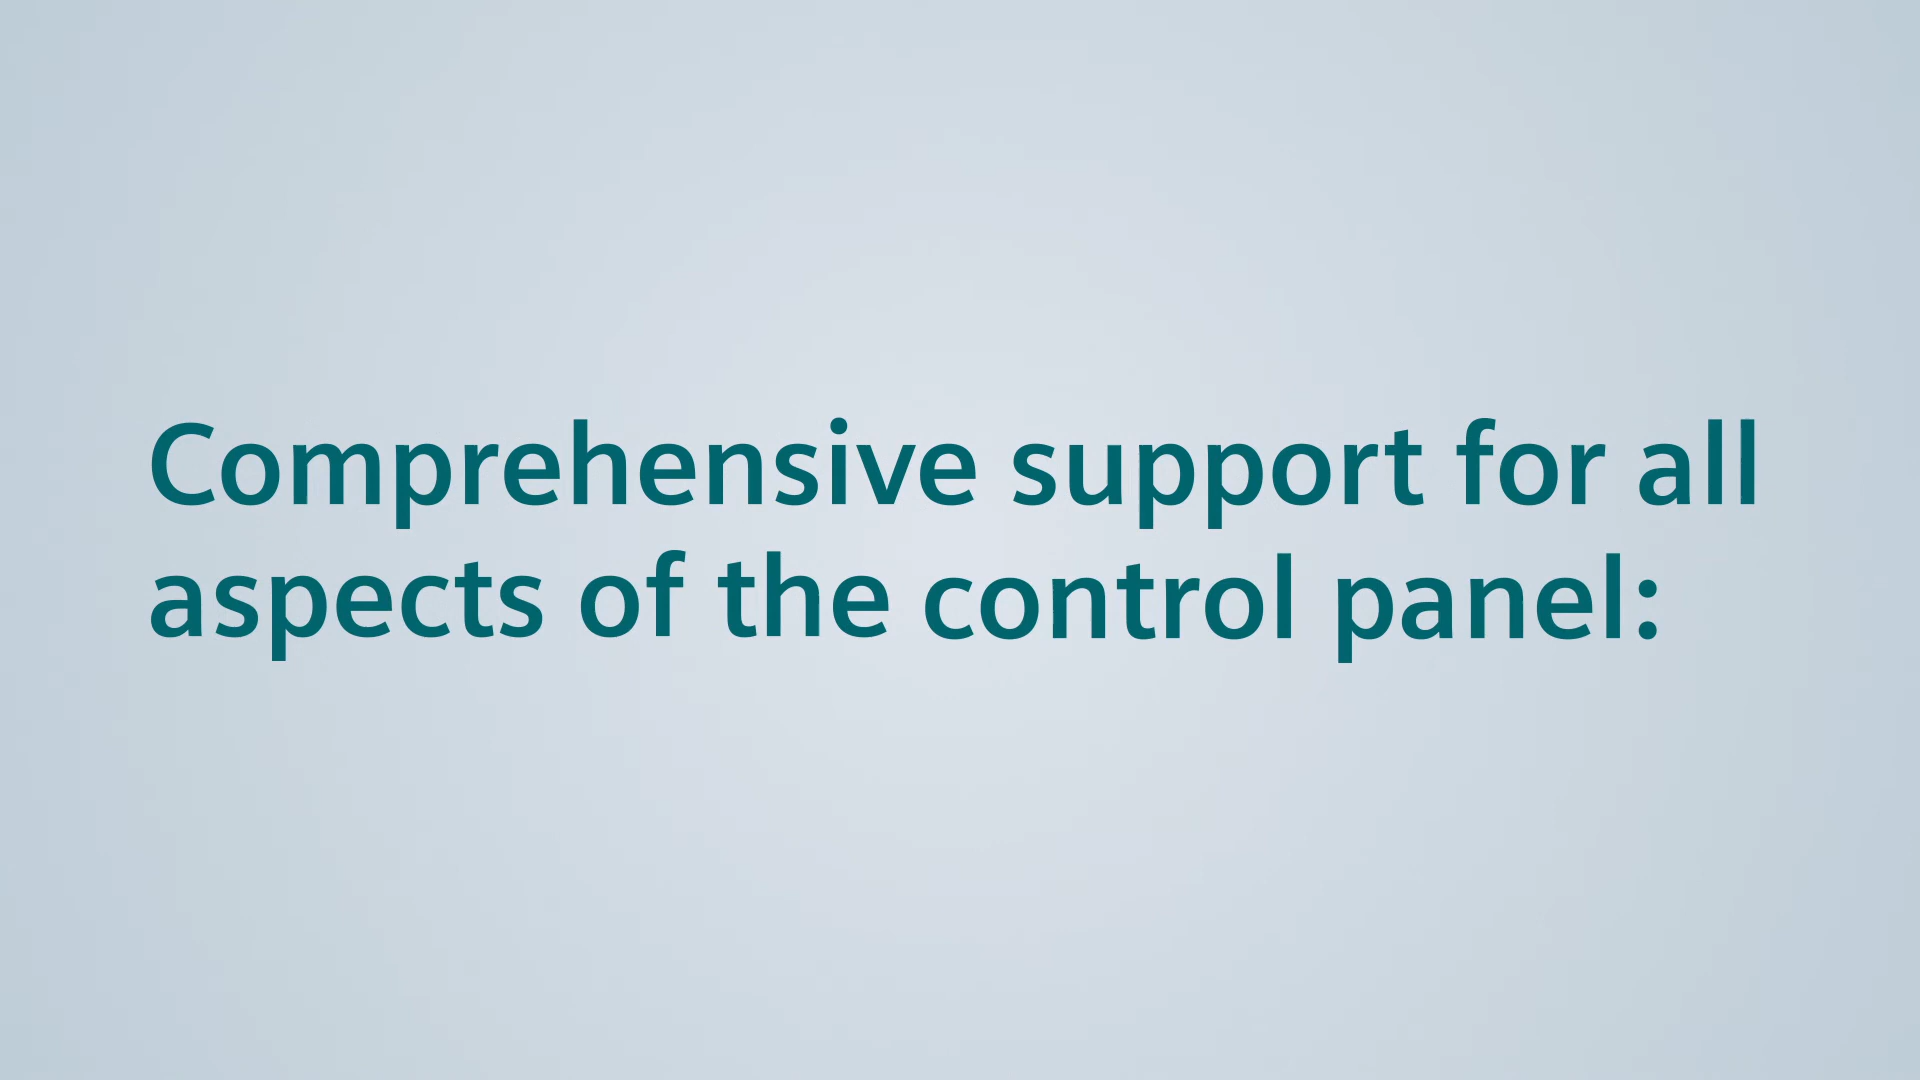 Comprehensive support for all
aspects of the control panel: